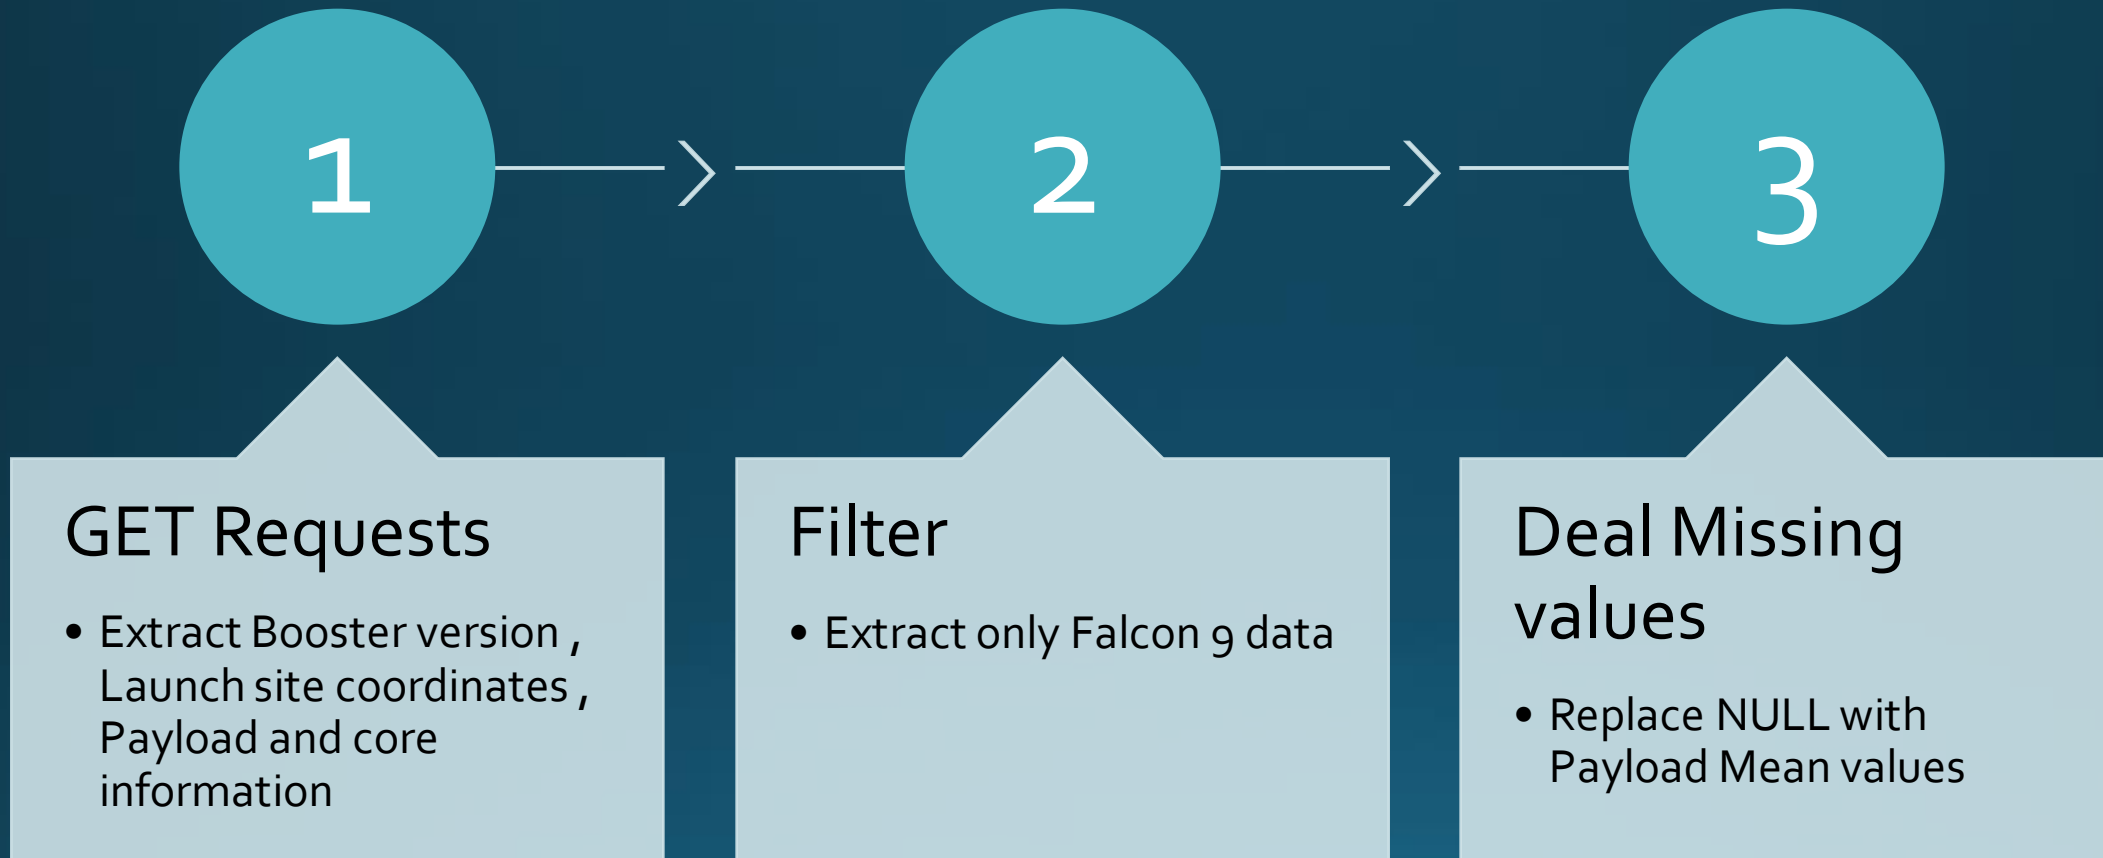 1
2
3
GET Requests
• Extract Booster version ,
Launch site coordinates ,
Payload and core
information
Filter
• Extract only Falcon 9 data
Deal Missing
values
• Replace NULL with
Payload Mean values